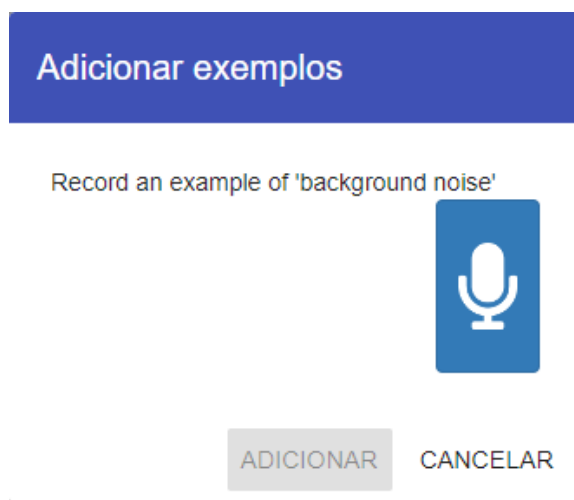 Adicionar exemplos
Record an example of 'background noise'
ADICIONAR CANCELAR